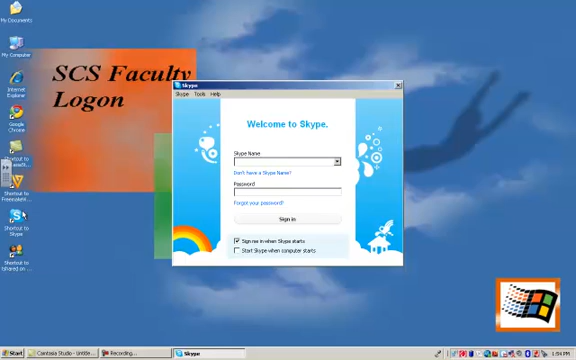 My Documents
My Computer
SCS Faculty
Logon
Internet
Explorer
Google
Chrome
Shortcut to
Shortcut to
Shortcut to
Skype
Shortcut to
Skype
Skype Tools Help
Welcome to Skype.
Skype Name
Don't have a Skype Name?
Password
Forgot your password?
Sign in
Sign me in when Skype starts
Start Skype when computer starts
Start
Camtasia Studio - Untitle...
Recording...
Skype
1:54 PM